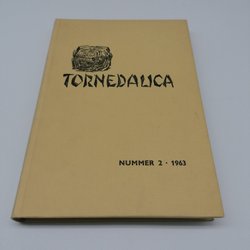 TORNEDALICA
NUMMER 2 · 1963